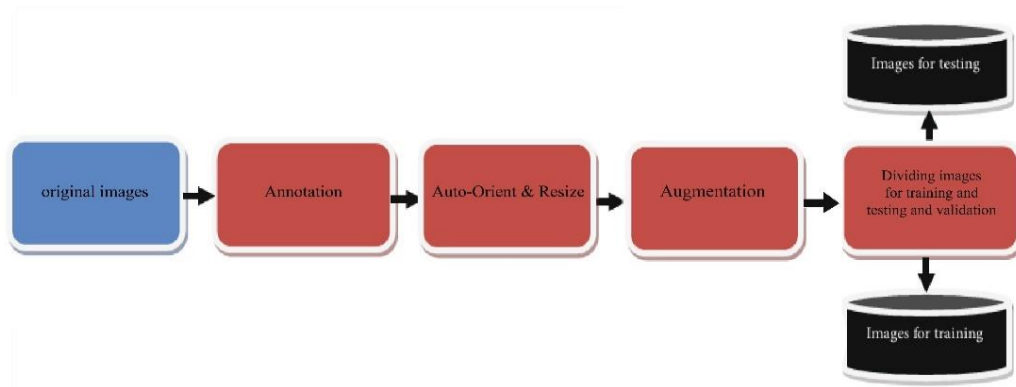 Images for testing
original images
Annotation
Auto-Orient & Resize
Augmentation
Dividing images
for training and
testing and validation
Images for training